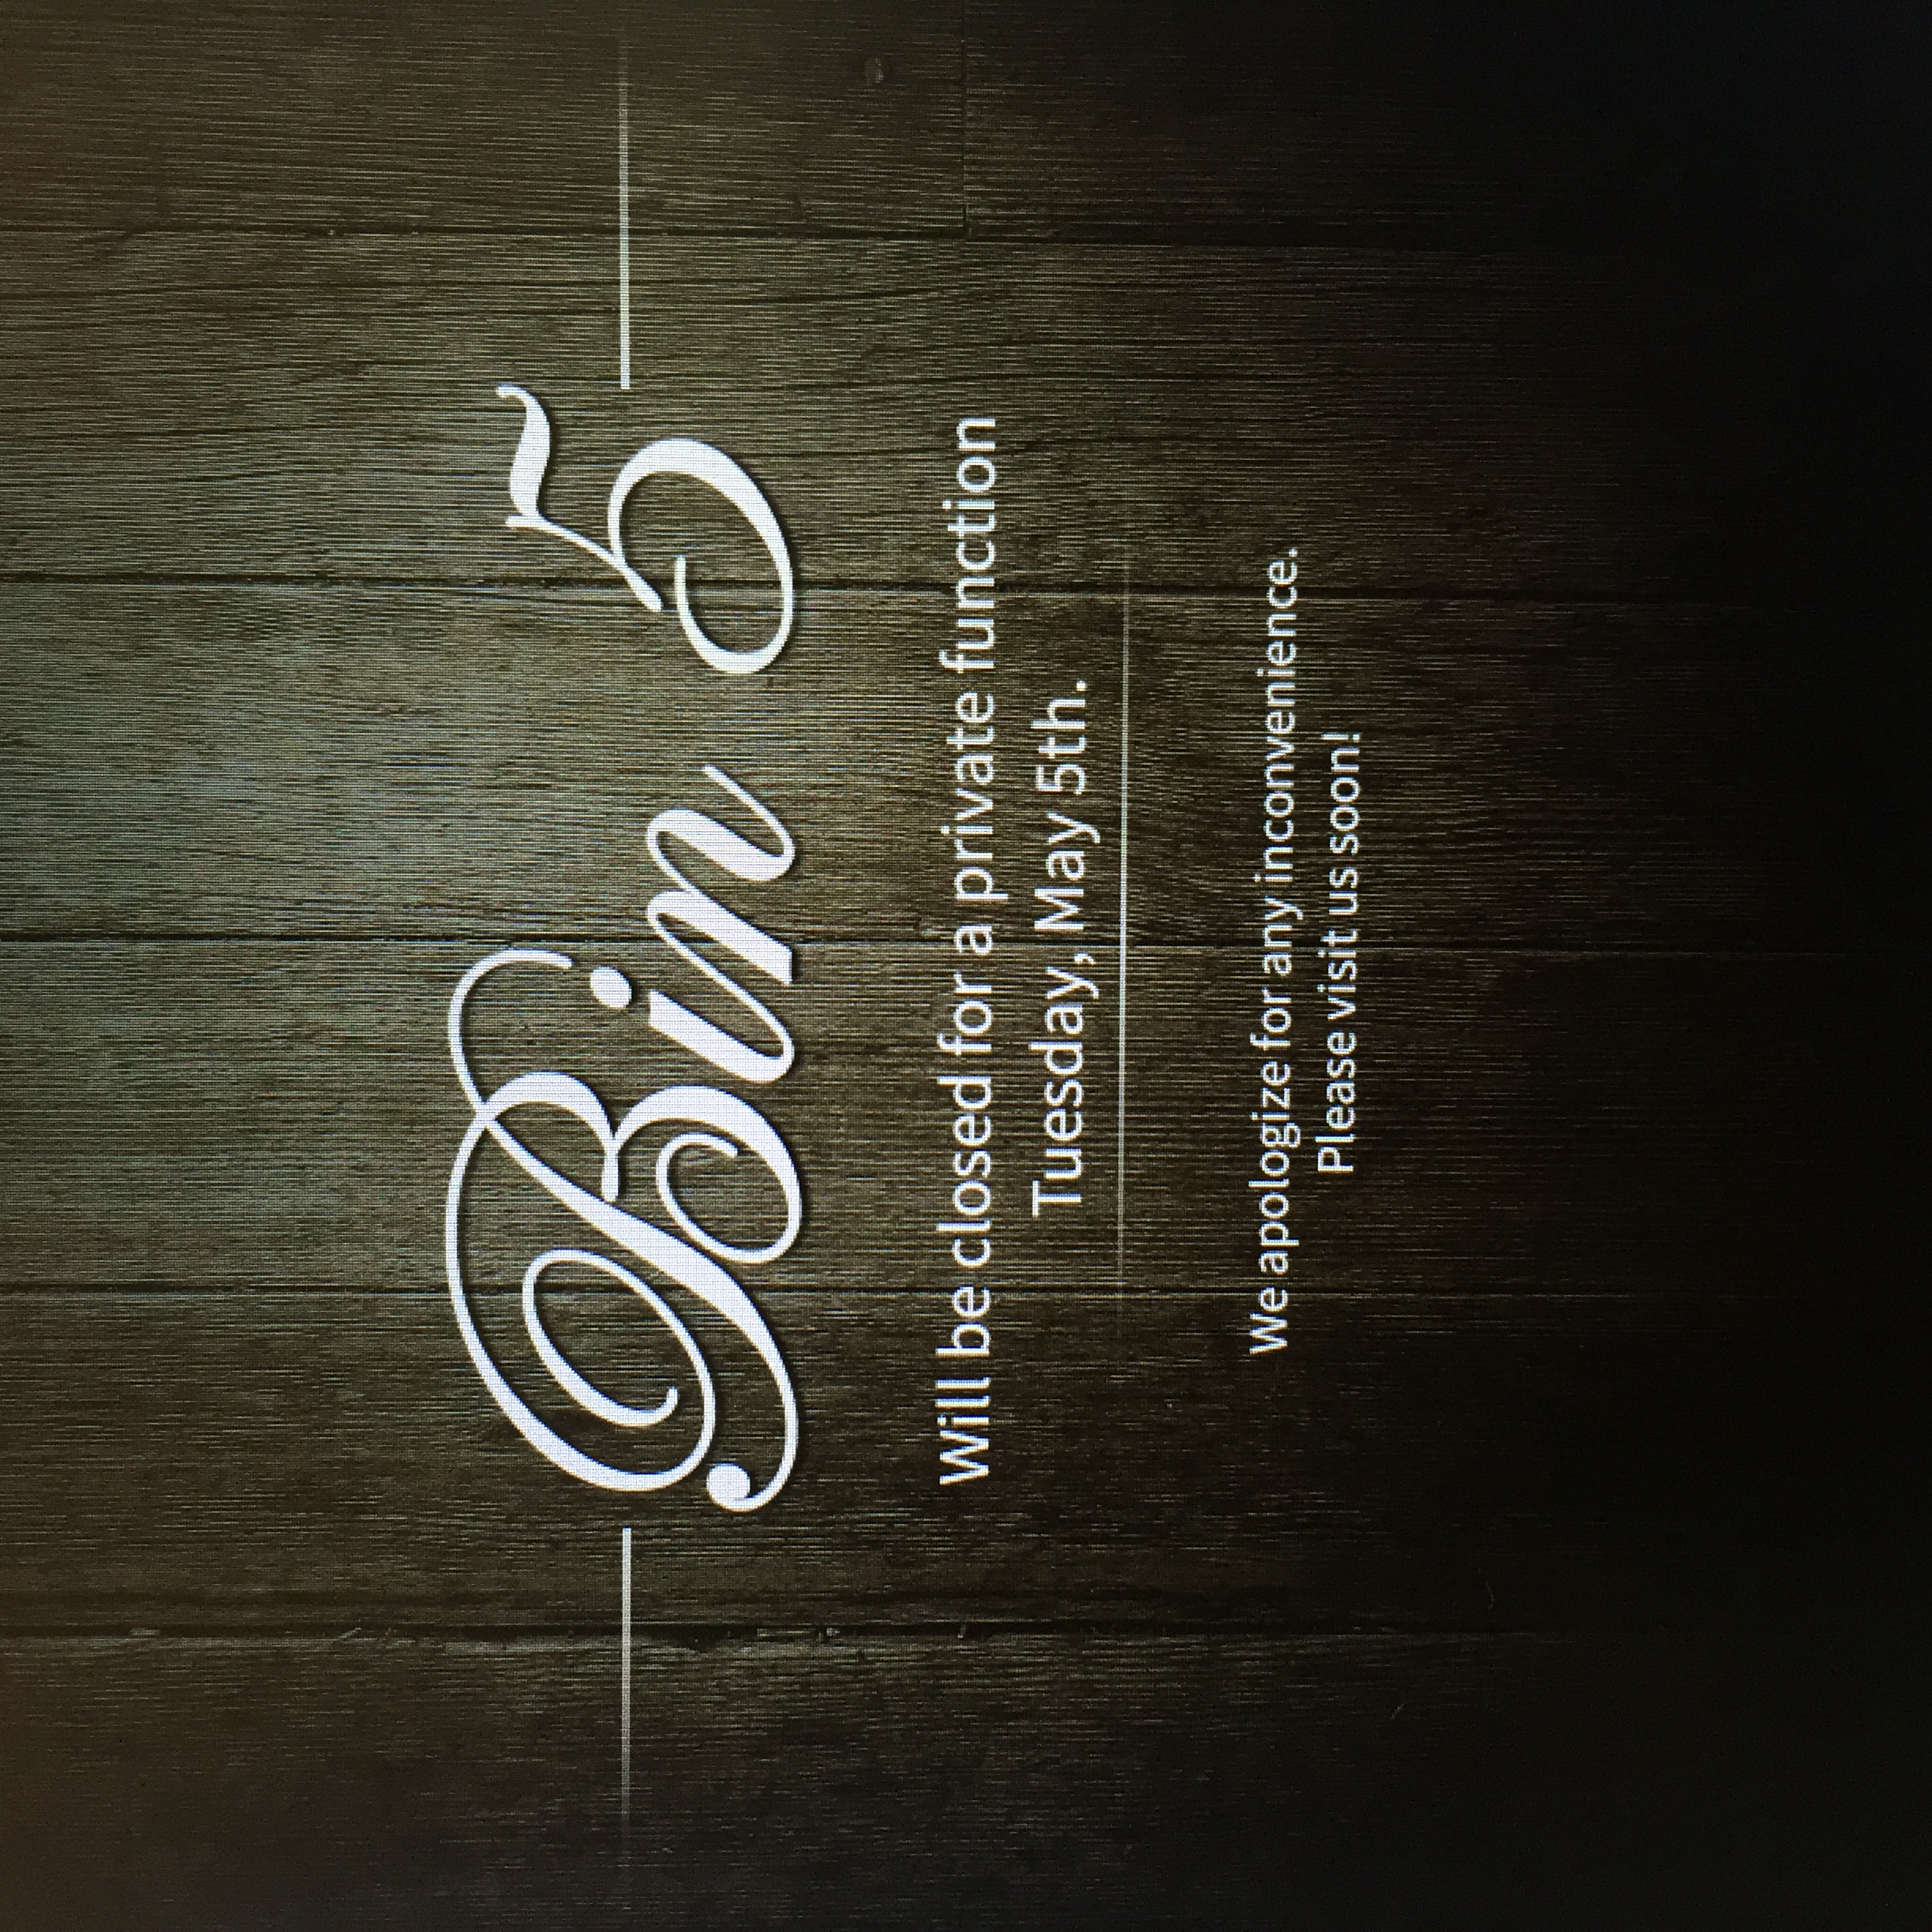 Bin 5
Will be closed for a private function
Tuesday, May 5th.
We apologize for any inconvenience.
Please visit us soon!